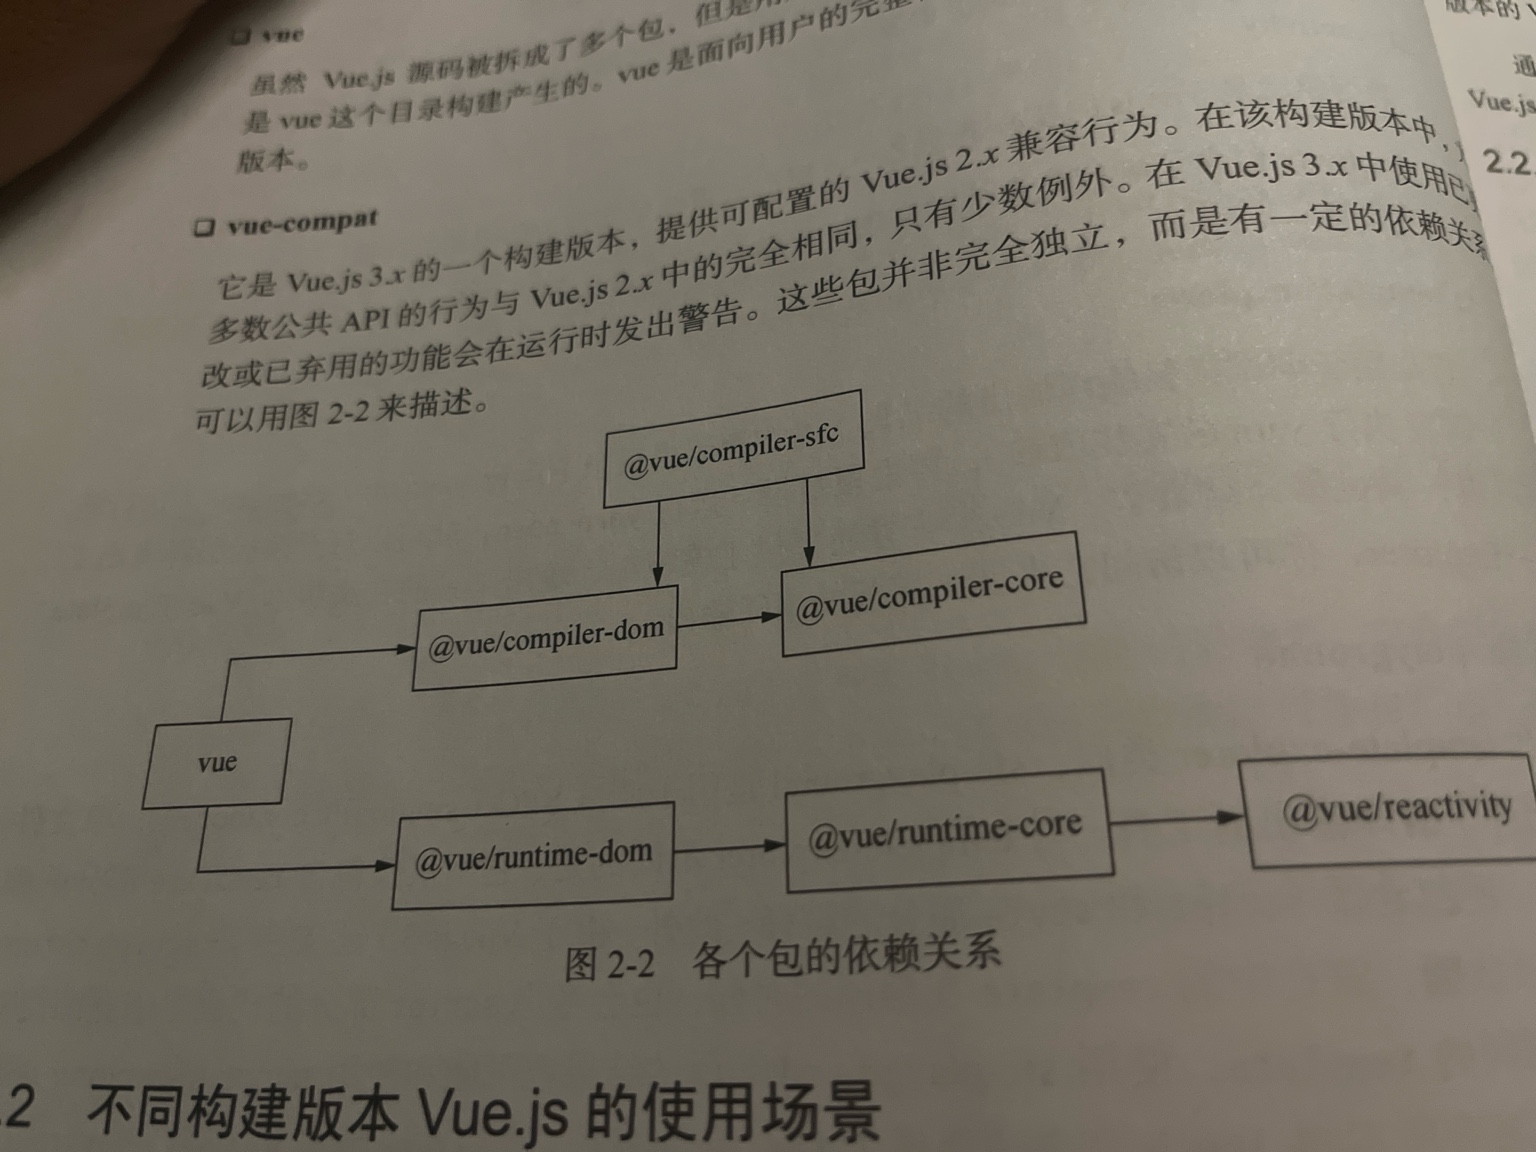 ❑ vue
虽然 Vue.js 源码被拆成了多个包，但是用
是 vue 这个目录构建产生的。vue 是面向用户的完整
版本。
❑ vue-compat
它是 Vue.js 3.x 的一个构建版本，提供可配置的 Vue.js 2.x 兼容行为。在该构建版本中，
多数公共 API 的行为与 Vue.js 2.x 中的完全相同，只有少数例外。在 Vue.js 3.x 中使用已
改或已弃用的功能会在运行时发出警告。这些包并非完全独立，而是有一定的依赖关系
可以用图 2-2 来描述。
@vue/compiler-sfc
@vue/compiler-dom
@vue/compiler-core
vue
@vue/runtime-dom
@vue/runtime-core
@vue/reactivity
图 2-2 各个包的依赖关系
.2 不同构建版本 Vue.js 的使用场景
版本的 V
通
Vue.js
2.2.